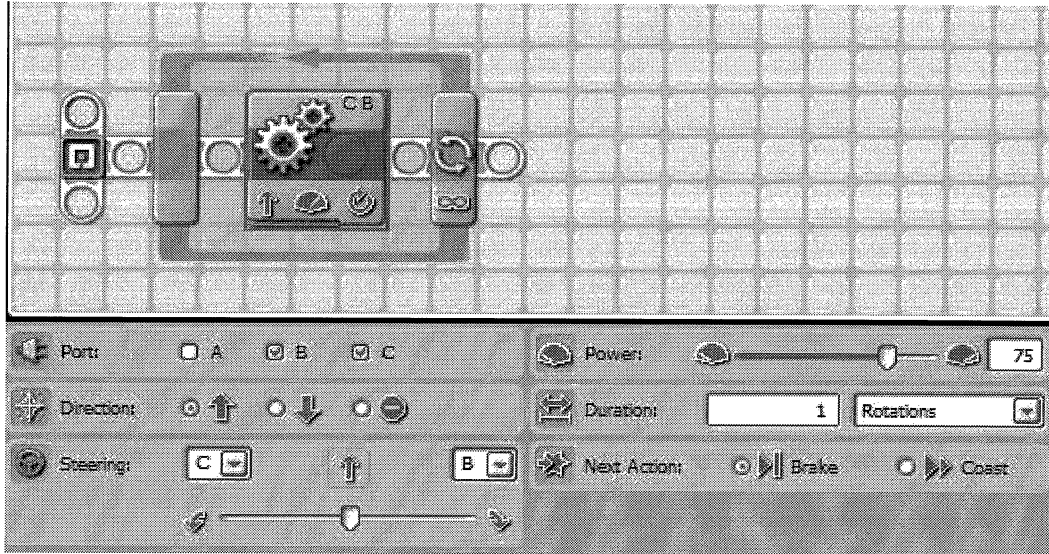 C B
Port: A B C
Power: 75
Direction:
Duration: 1 Rotations
Steering: C B
Next Action: Brake Coast